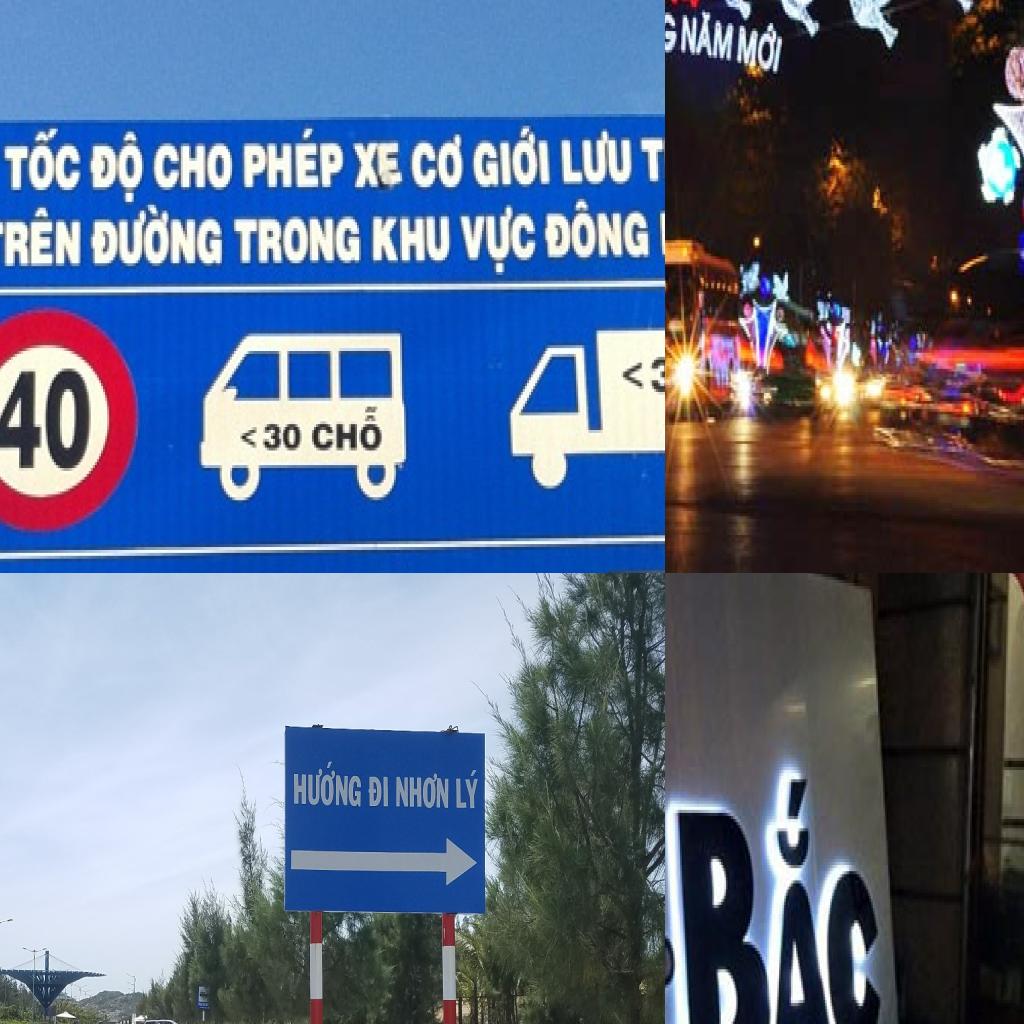 TỐC ĐỘ CHO PHÉP XE CƠ GIỚI LƯU
TRÊN ĐƯỜNG TRONG KHU VỰC ĐÔNG
40
<30 CHỖ
<3
NĂM MỚI
HƯỚNG ĐI NHƠN LÝ
BẮC